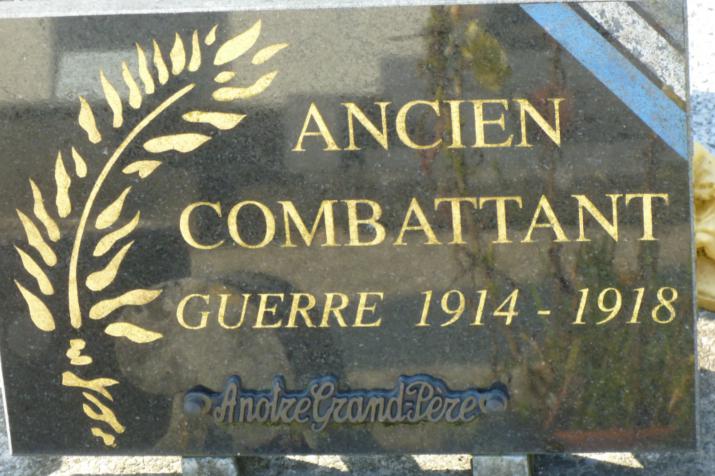 ANCIEN
COMBATTANT
GUERRE 1914 - 1918
A notre Grand-Père